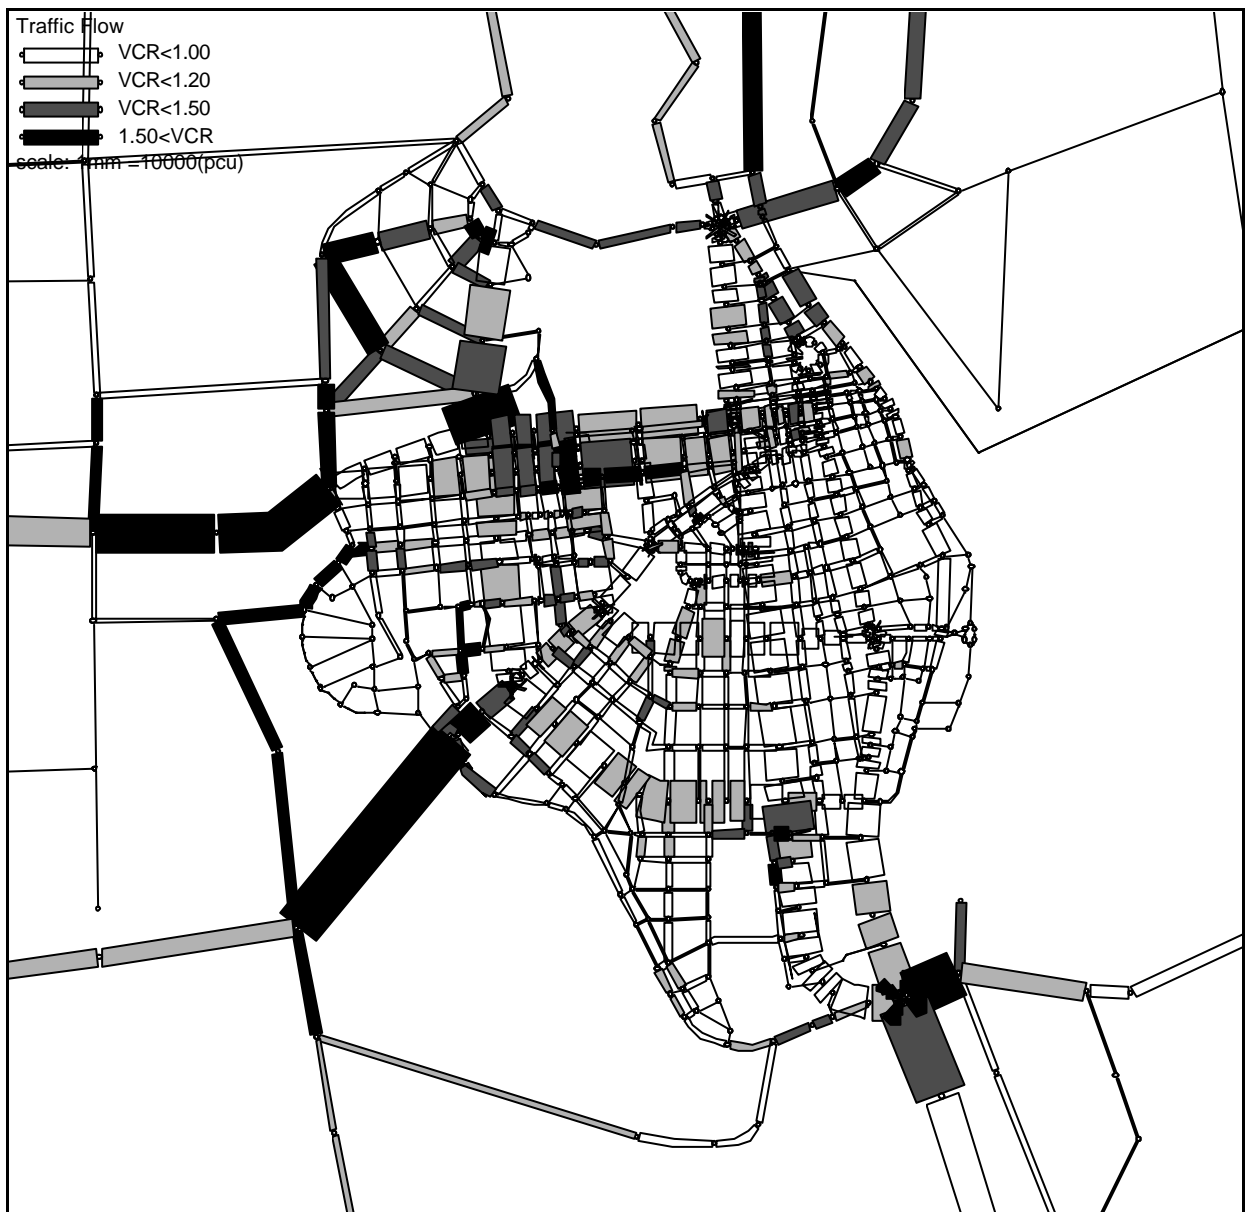 Traffic Flow
VCR<1.00
VCR<1.20
VCR<1.50
1.50<VCR
scale: 1mm =10000(pcu)